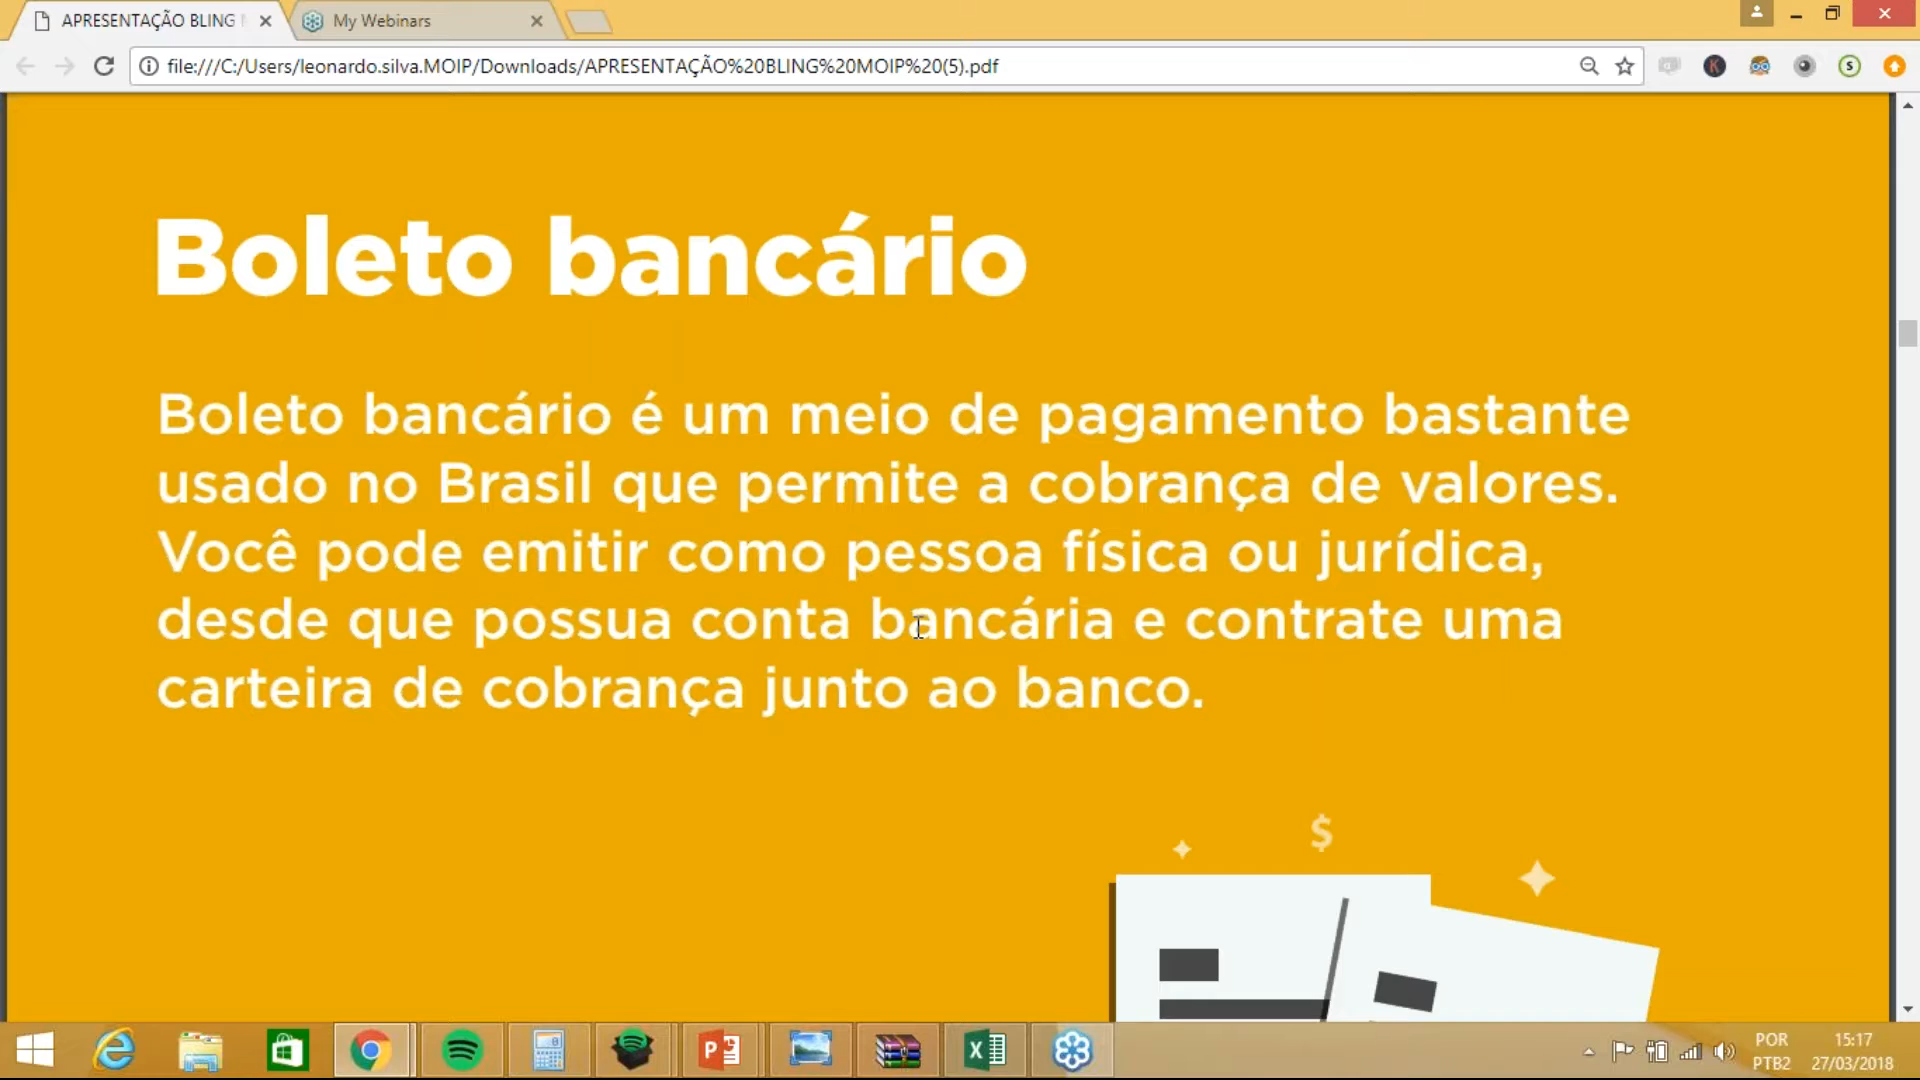 APRESENTAÇÃO BLING
My Webinars
file:///C:/Users/leonardo.silva.MOIP/Downloads/APRESENTAÇÃO%20BLING%20MOIP%20(5).pdf
Boleto bancário
Boleto bancário é um meio de pagamento bastante
usado no Brasil que permite a cobrança de valores.
Você pode emitir como pessoa física ou jurídica,
desde que possua conta bancária e contrate uma
carteira de cobrança junto ao banco.
$
POR
PTB2
15:17
27/03/2018